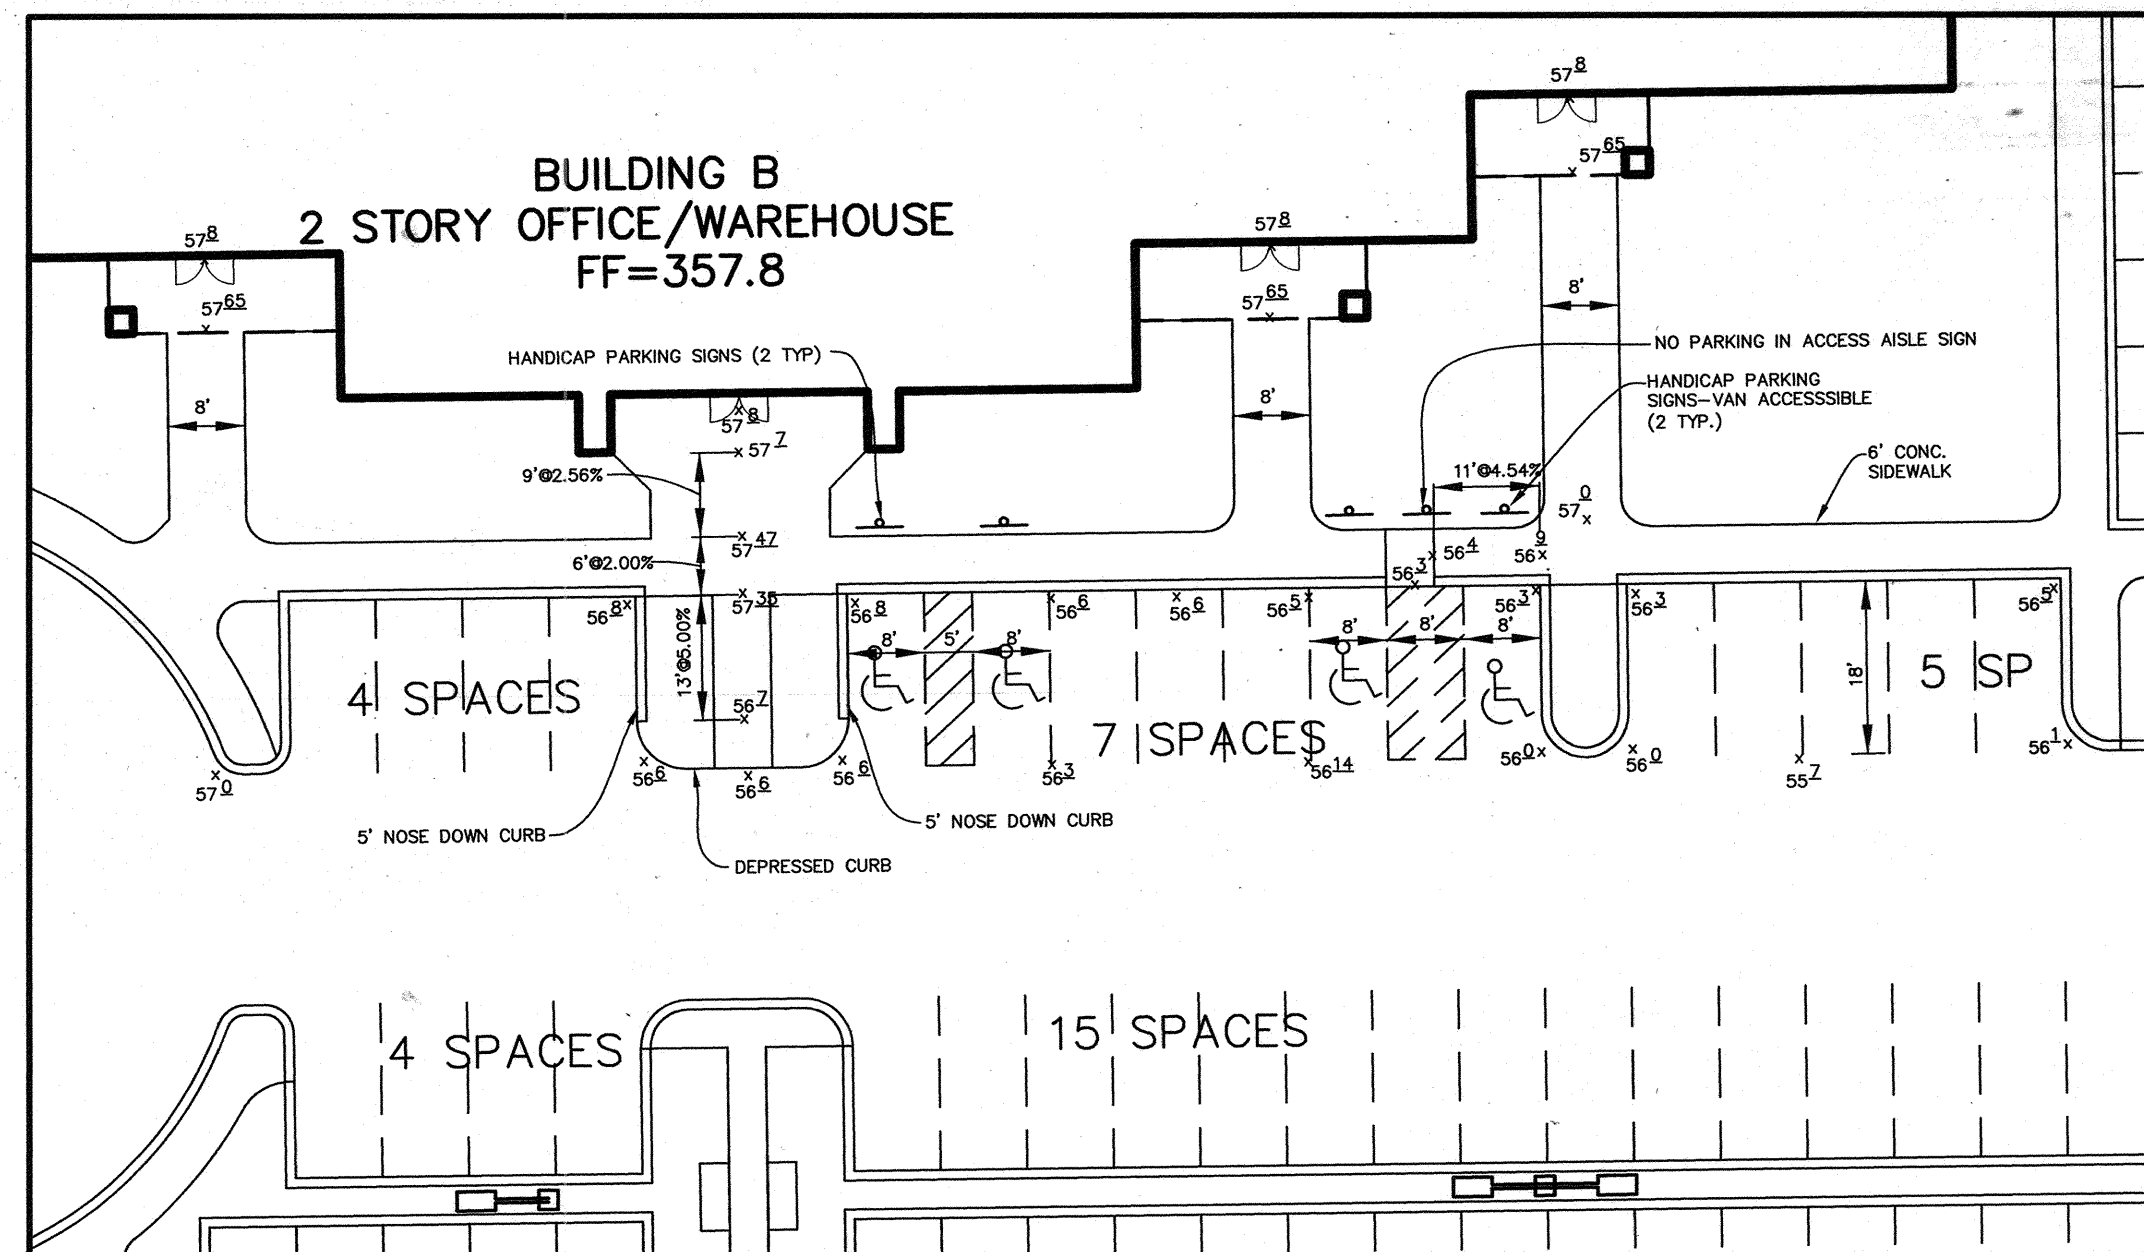 57 8
57 65
BUILDING B
2 STORY OFFICE/WAREHOUSE
FF=357.8
57 8
57 65
57 8
57 65
8'
8'
8'
HANDICAP PARKING SIGNS (2 TYP)
NO PARKING IN ACCESS AISLE SIGN
HANDICAP PARKING
SIGNS-VAN ACCESSSIBLE
(2 TYP.)
57 8
57 7
9'@2.56%
11'@4.54%
6' CONC.
SIDEWALK
57 0
57 47
6'@2.00%
56 4
56 9
56 3
57 35
56 8
56 8
56 6
56 6
56 5
56 3
56 3
56 5
13'@5.00%
8'
5'
8'
8'
8'
8'
18'
4 SPACES
56 7
7 SPACES
5 SP
57 0
56 6
56 6
56 6
56 3
56 14
56 0
56 0
55 7
56 1
5' NOSE DOWN CURB
5' NOSE DOWN CURB
DEPRESSED CURB
4 SPACES
15 SPACES